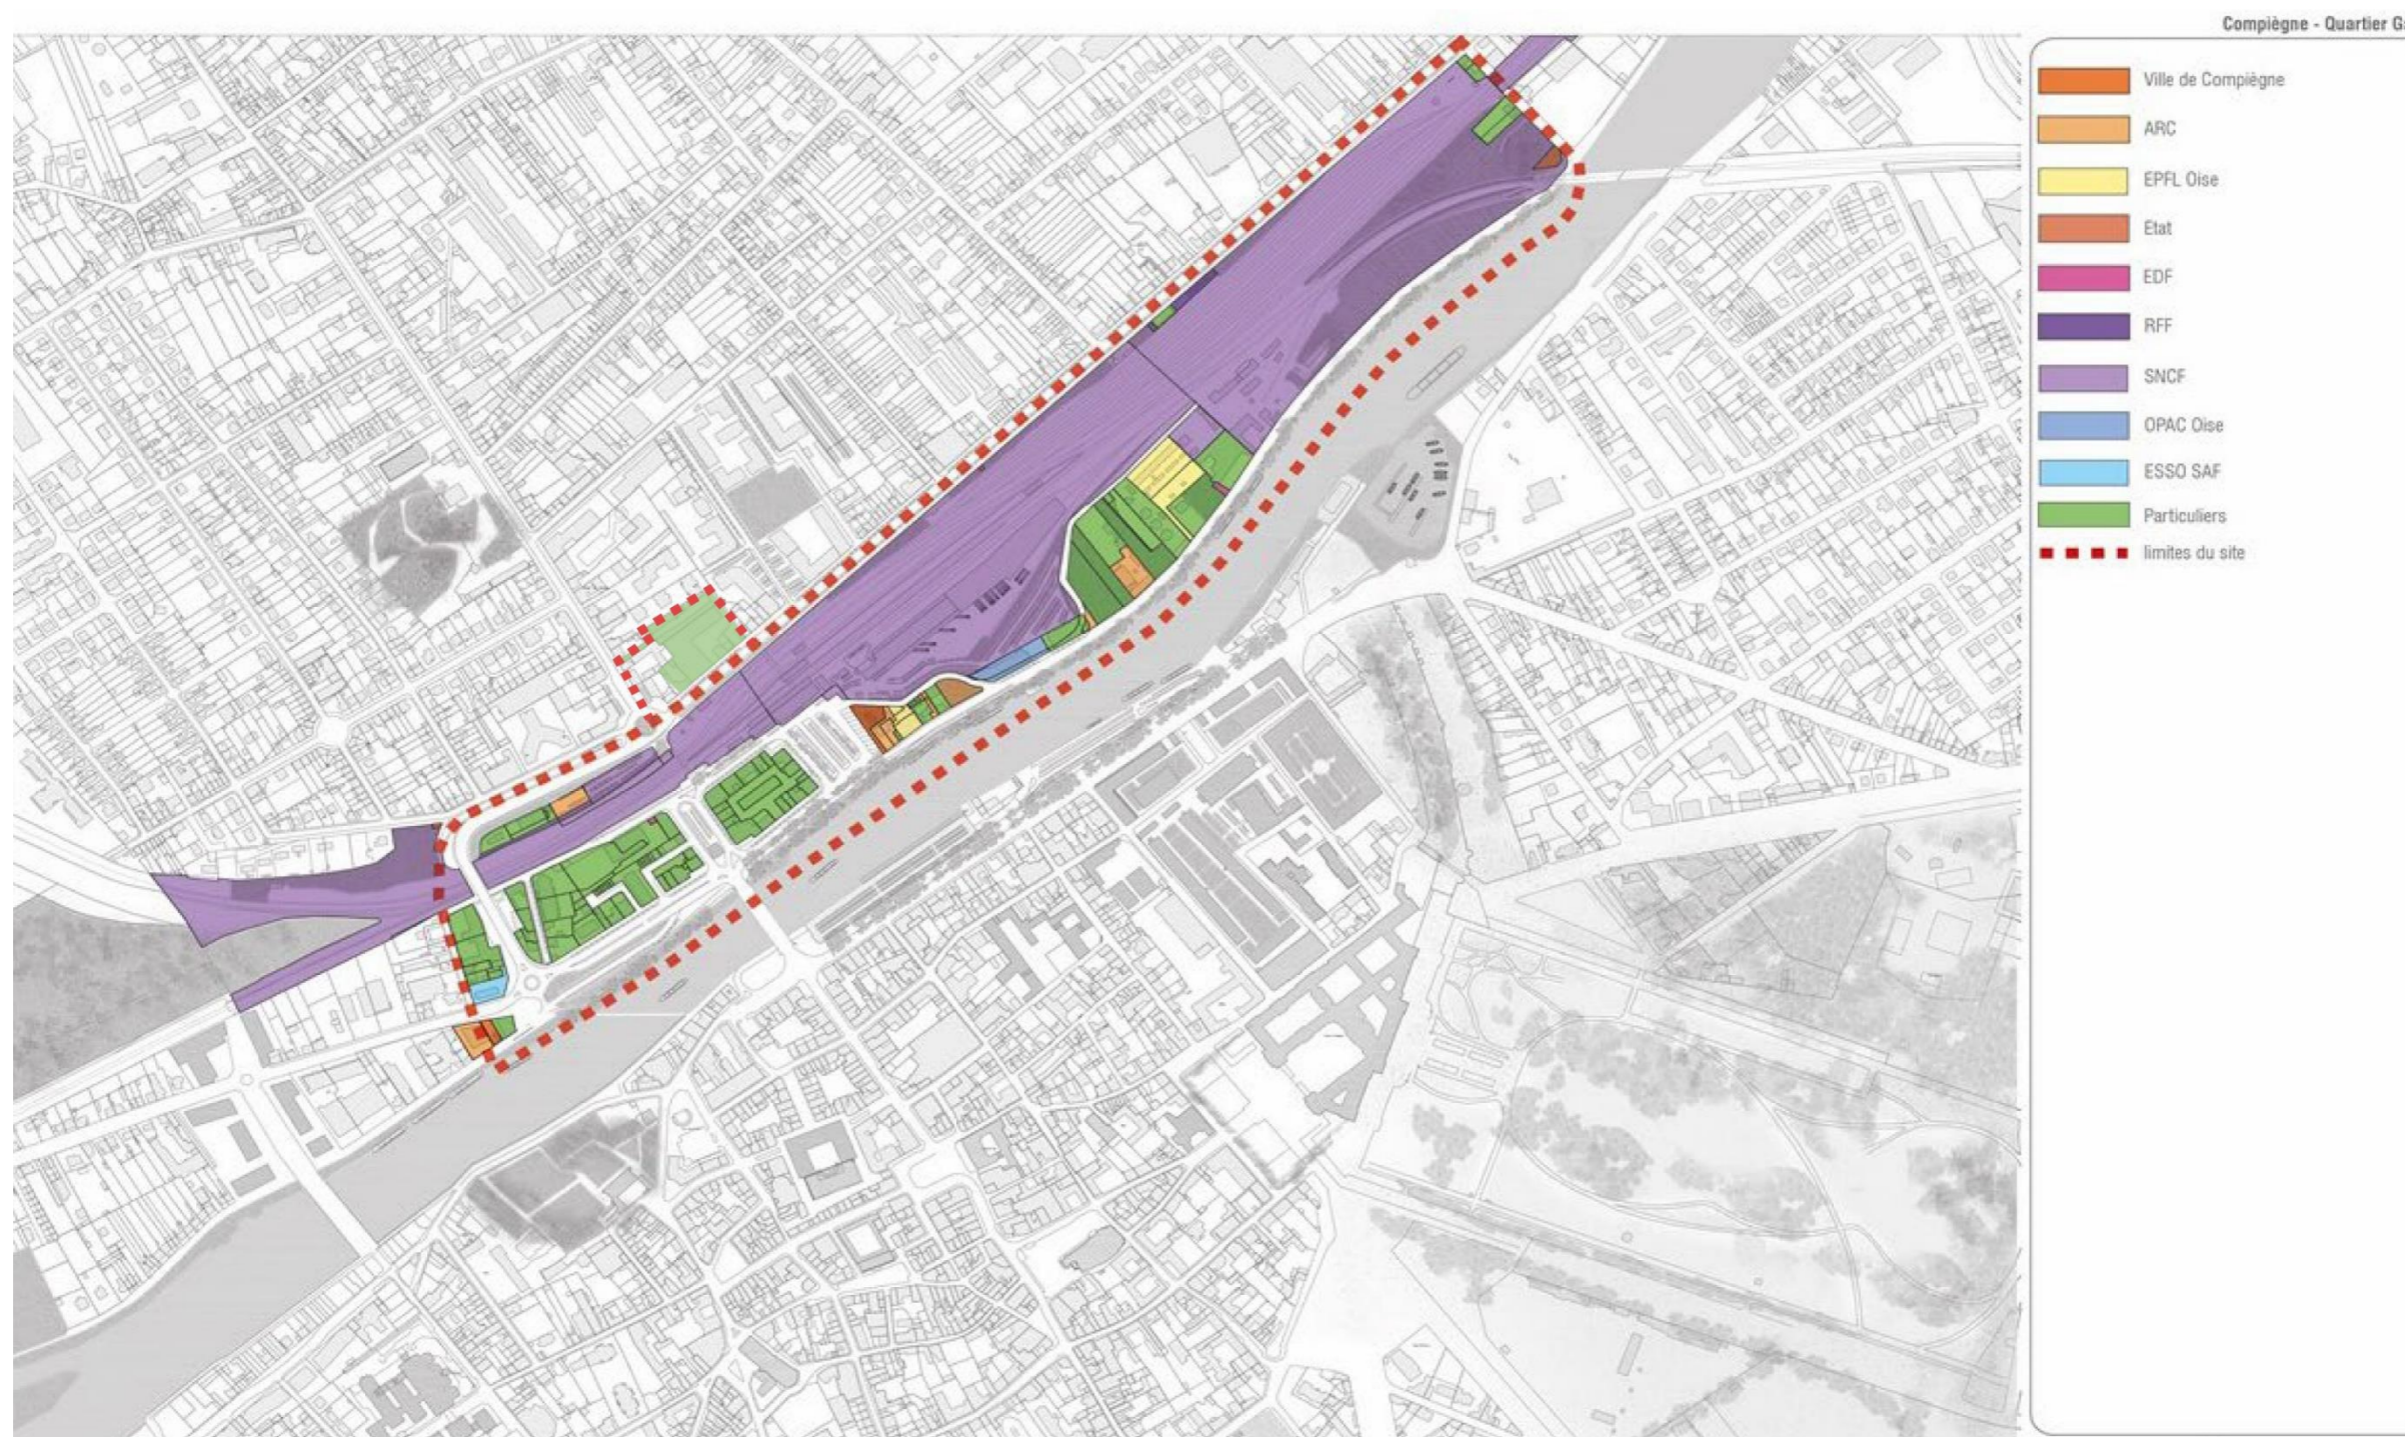 Compiègne - Quartier G
Ville de Compiègne
ARC
EPFL Oise
Etat
EDF
RFF
SNCF
OPAC Oise
ESSO SAF
Particuliers
limites du site